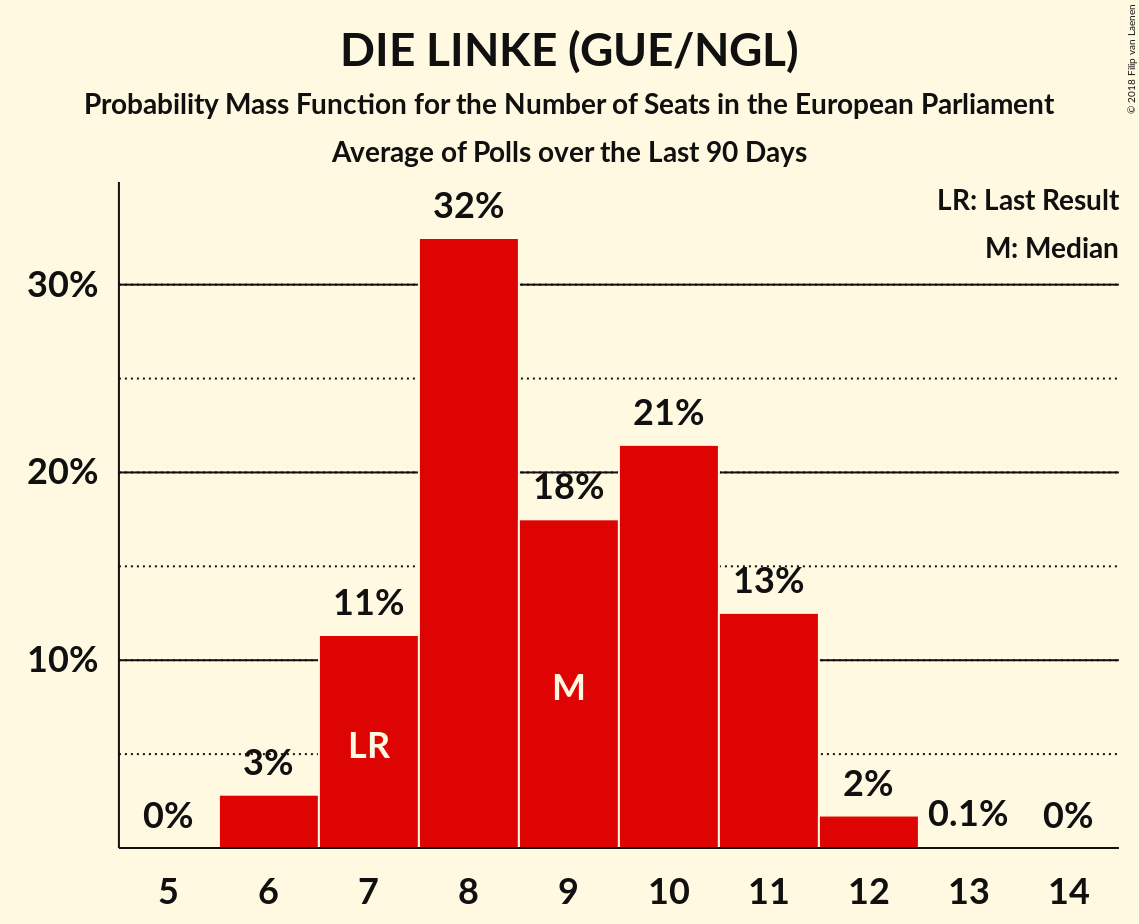 DIE LINKE (GUE/NGL)
Probability Mass Function for the Number of Seats in the European Parliament
Average of Polls over the Last 90 Days
© 2018 Filip van Laenen
LR: Last Result
M: Median
30%
20%
10%
0%
3%
11%
32%
18%
21%
13%
2%
0.1%
0%
LR
M
5 6 7 8 9 10 11 12 13 14